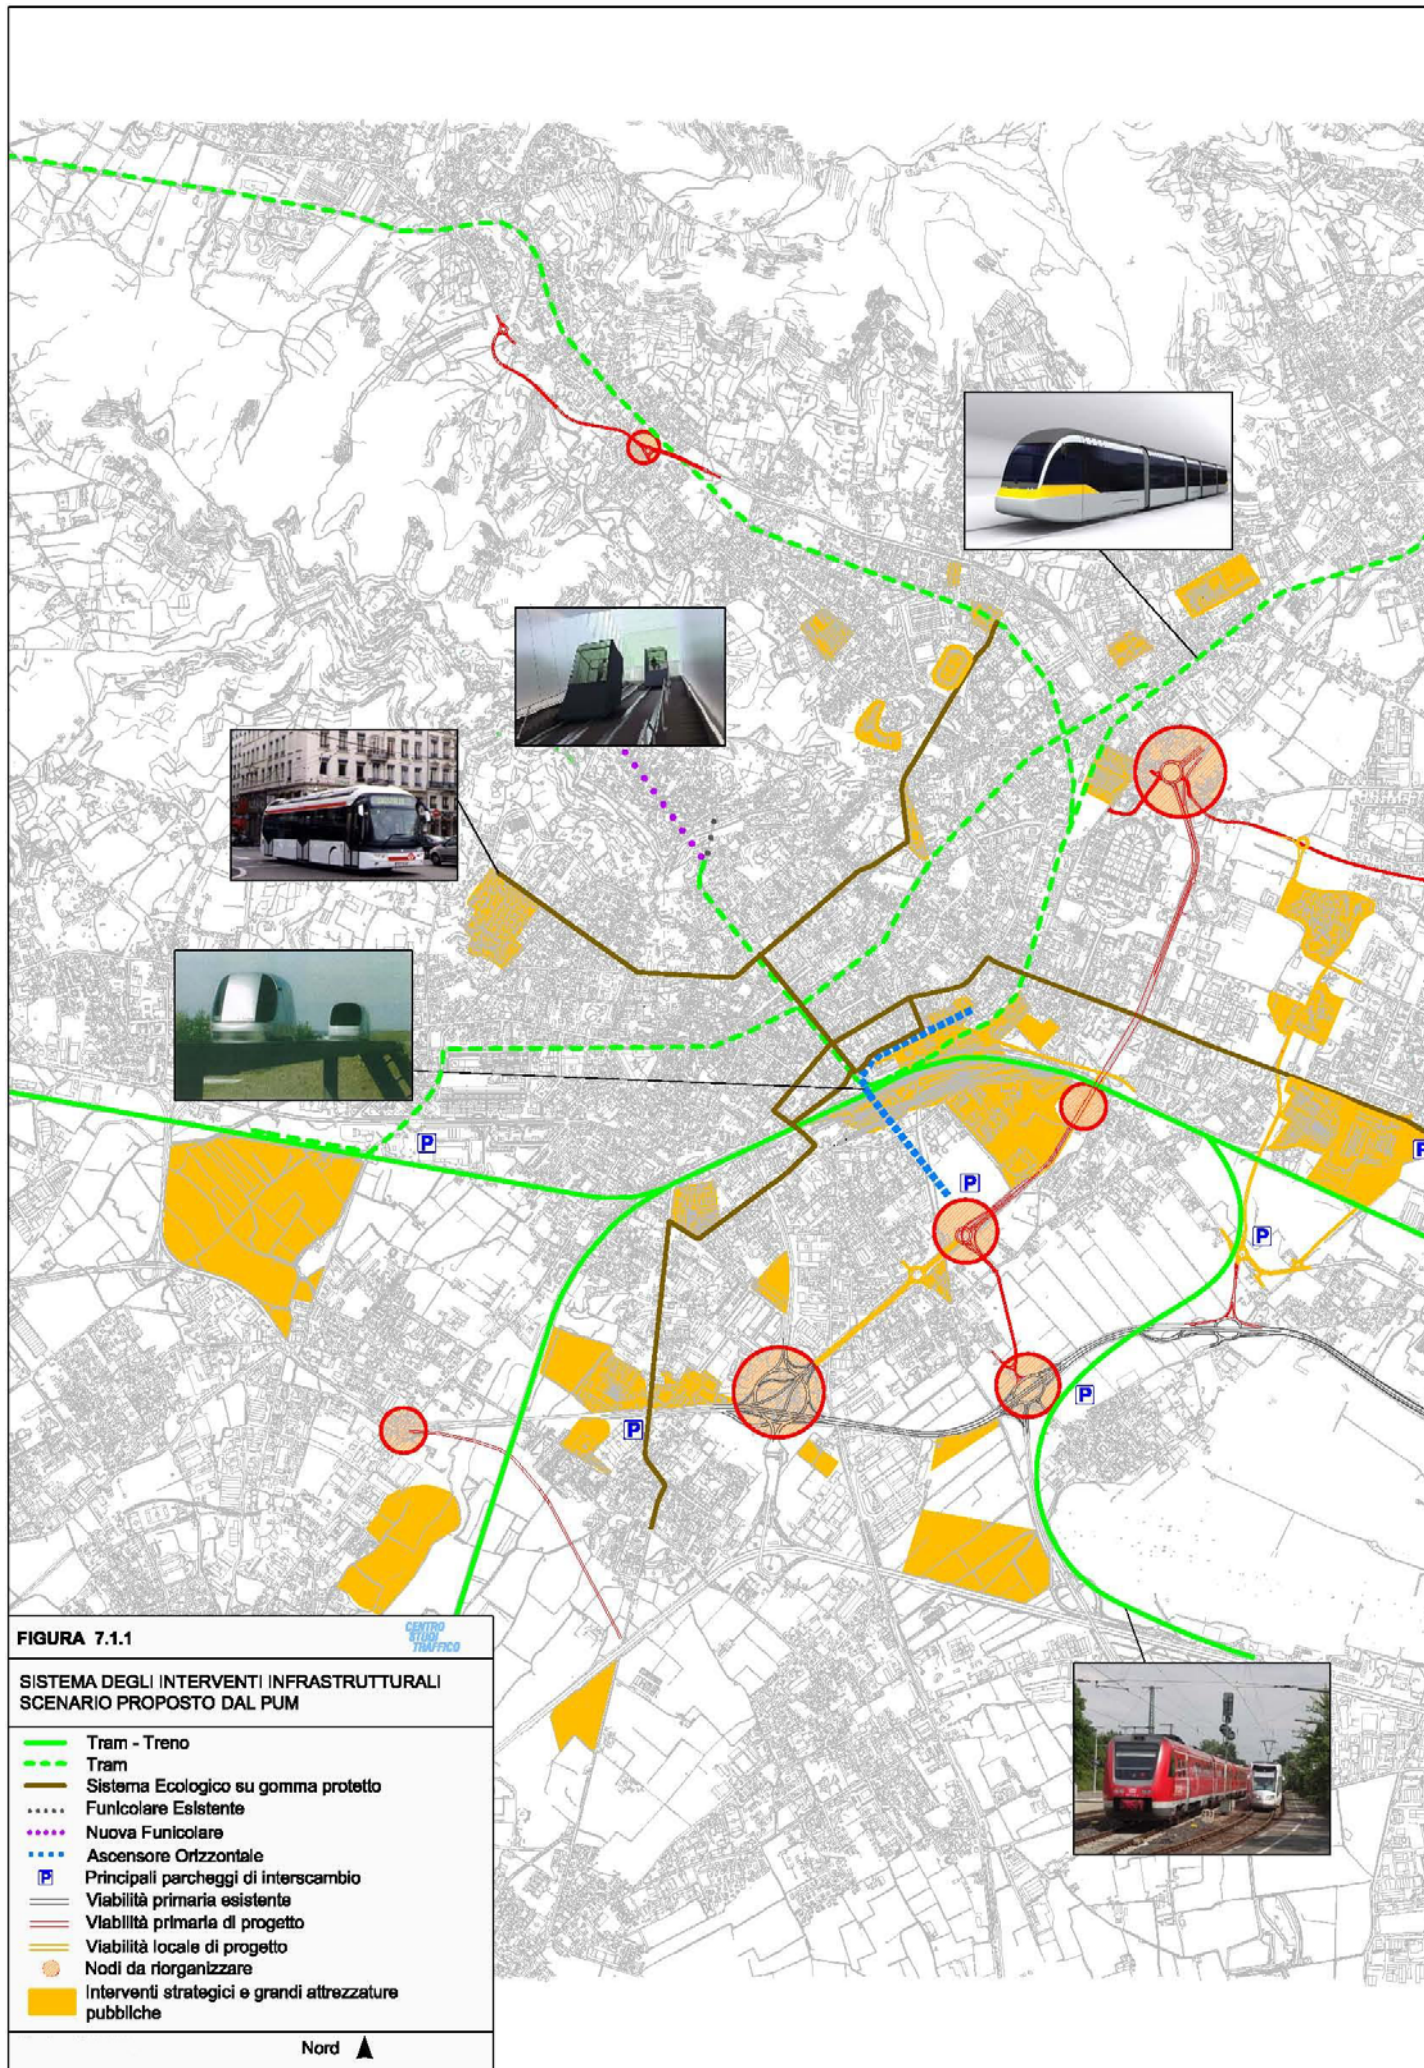 P
P
P
P
P
P
FIGURA 7.1.1
CENTRO
STUDI
TRAFFICO
SISTEMA DEGLI INTERVENTI INFRASTRUTTURALI
SCENARIO PROPOSTO DAL PUM
Tram - Treno
Tram
Sistema Ecologico su gomma protetto
Funicolare Esistente
Nuova Funicolare
Ascensore Orizzontale
P Principali parcheggi di interscambio
Viabilità primaria esistente
Viabilità primaria di progetto
Viabilità locale di progetto
Nodi da riorganizzare
Interventi strategici e grandi attrezzature
pubbliche
Nord